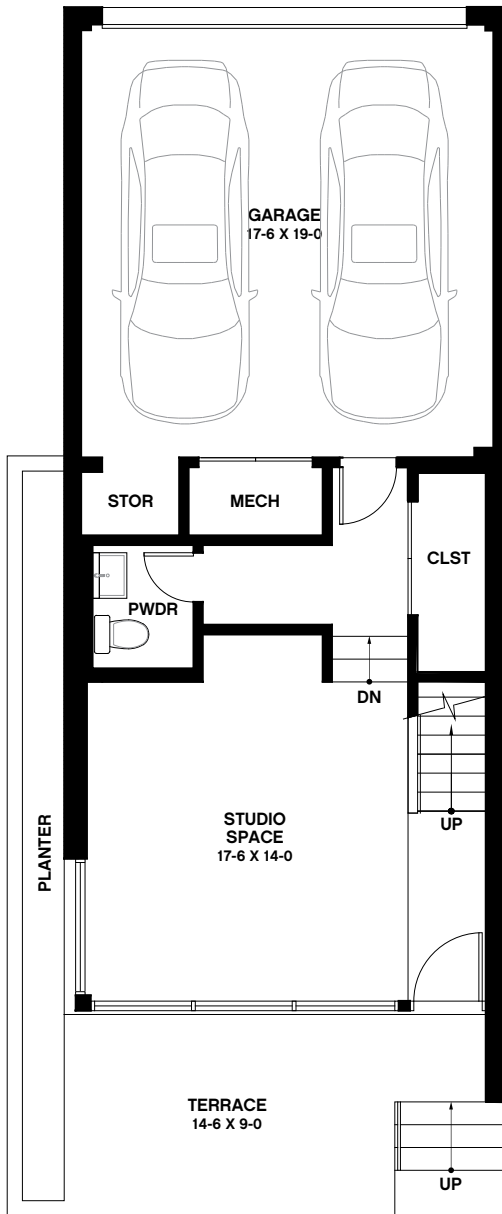 GARAGE
17-6 X 19-0
STOR
MECH
CLST
PWDR
DN
UP
STUDIO
SPACE
17-6 X 14-0
PLANTER
TERRACE
14-6 X 9-0
UP